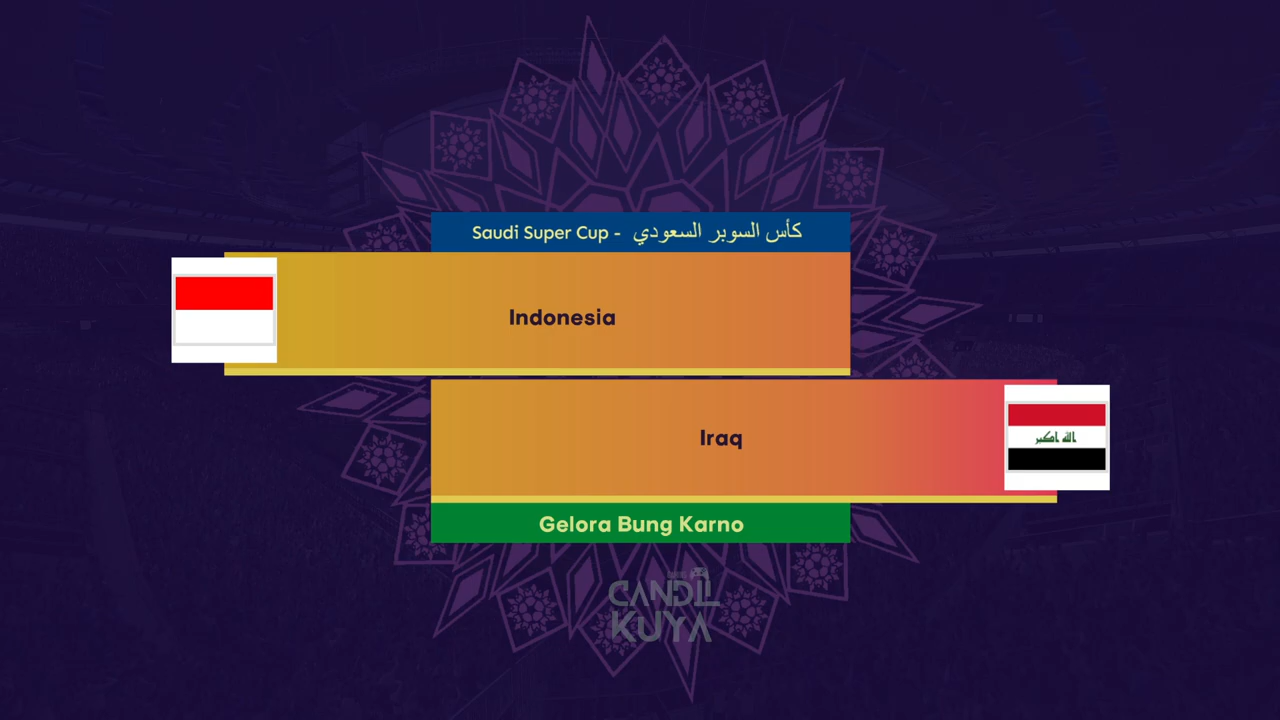 Saudi Super Cup - كأس السوبر السعودي
Indonesia
Iraq
الله اكبر
Gelora Bung Karno
CANDIL
KUYA